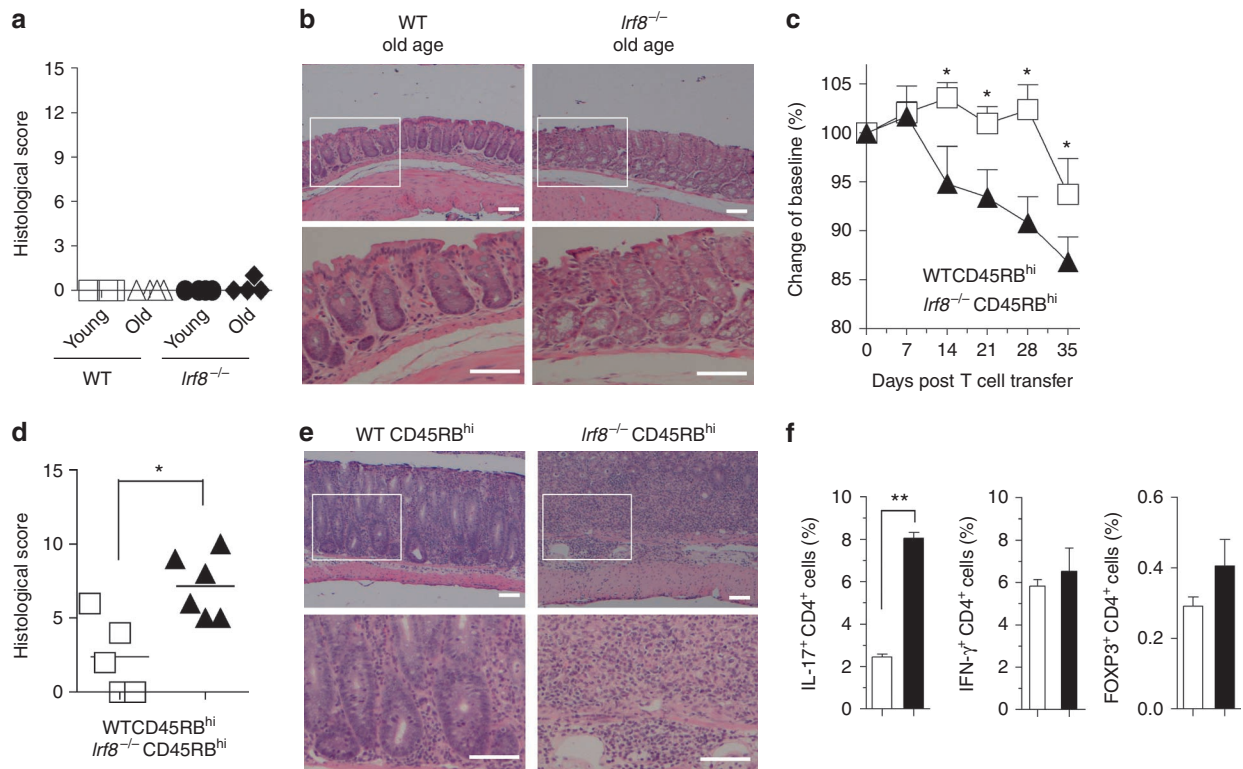 a
Histological score
15
12
9
6
3
0
Young
Old
Young
Old
WT
Irf8⁻/⁻
b
WT
old age
Irf8⁻/⁻
old age
c
Change of baseline (%)
105
100
95
90
85
80
*
*
*
*
WTCD45RBʰⁱ
Irf8⁻/⁻ CD45RBʰⁱ
0 7 14 21 28 35
Days post T cell transfer
d
Histological score
15
10
5
0
*
WTCD45RBʰⁱ
Irf8⁻/⁻ CD45RBʰⁱ
e
WT CD45RBʰⁱ
Irf8⁻/⁻ CD45RBʰⁱ
f
IL-17⁺ CD4⁺ cells (%)
10
8
6
4
2
0
**
IFN-γ⁺ CD4⁺ cells (%)
10
8
6
4
2
0
FOXP3⁺ CD4⁺ cells (%)
0.6
0.4
0.2
0.0